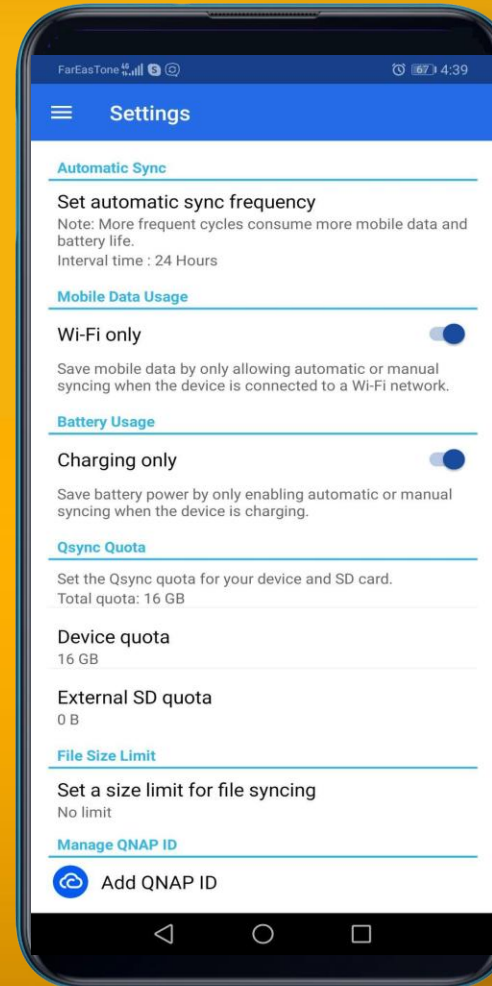 FarEasTone 4G 67 4:39
Settings
Automatic Sync
Set automatic sync frequency
Note: More frequent cycles consume more mobile data and
battery life.
Interval time : 24 Hours
Mobile Data Usage
Wi-Fi only
Save mobile data by only allowing automatic or manual
syncing when the device is connected to a Wi-Fi network.
Battery Usage
Charging only
Save battery power by only enabling automatic or manual
syncing when the device is charging.
Qsync Quota
Set the Qsync quota for your device and SD card.
Total quota: 16 GB
Device quota
16 GB
External SD quota
0 B
File Size Limit
Set a size limit for file syncing
No limit
Manage QNAP ID
Add QNAP ID